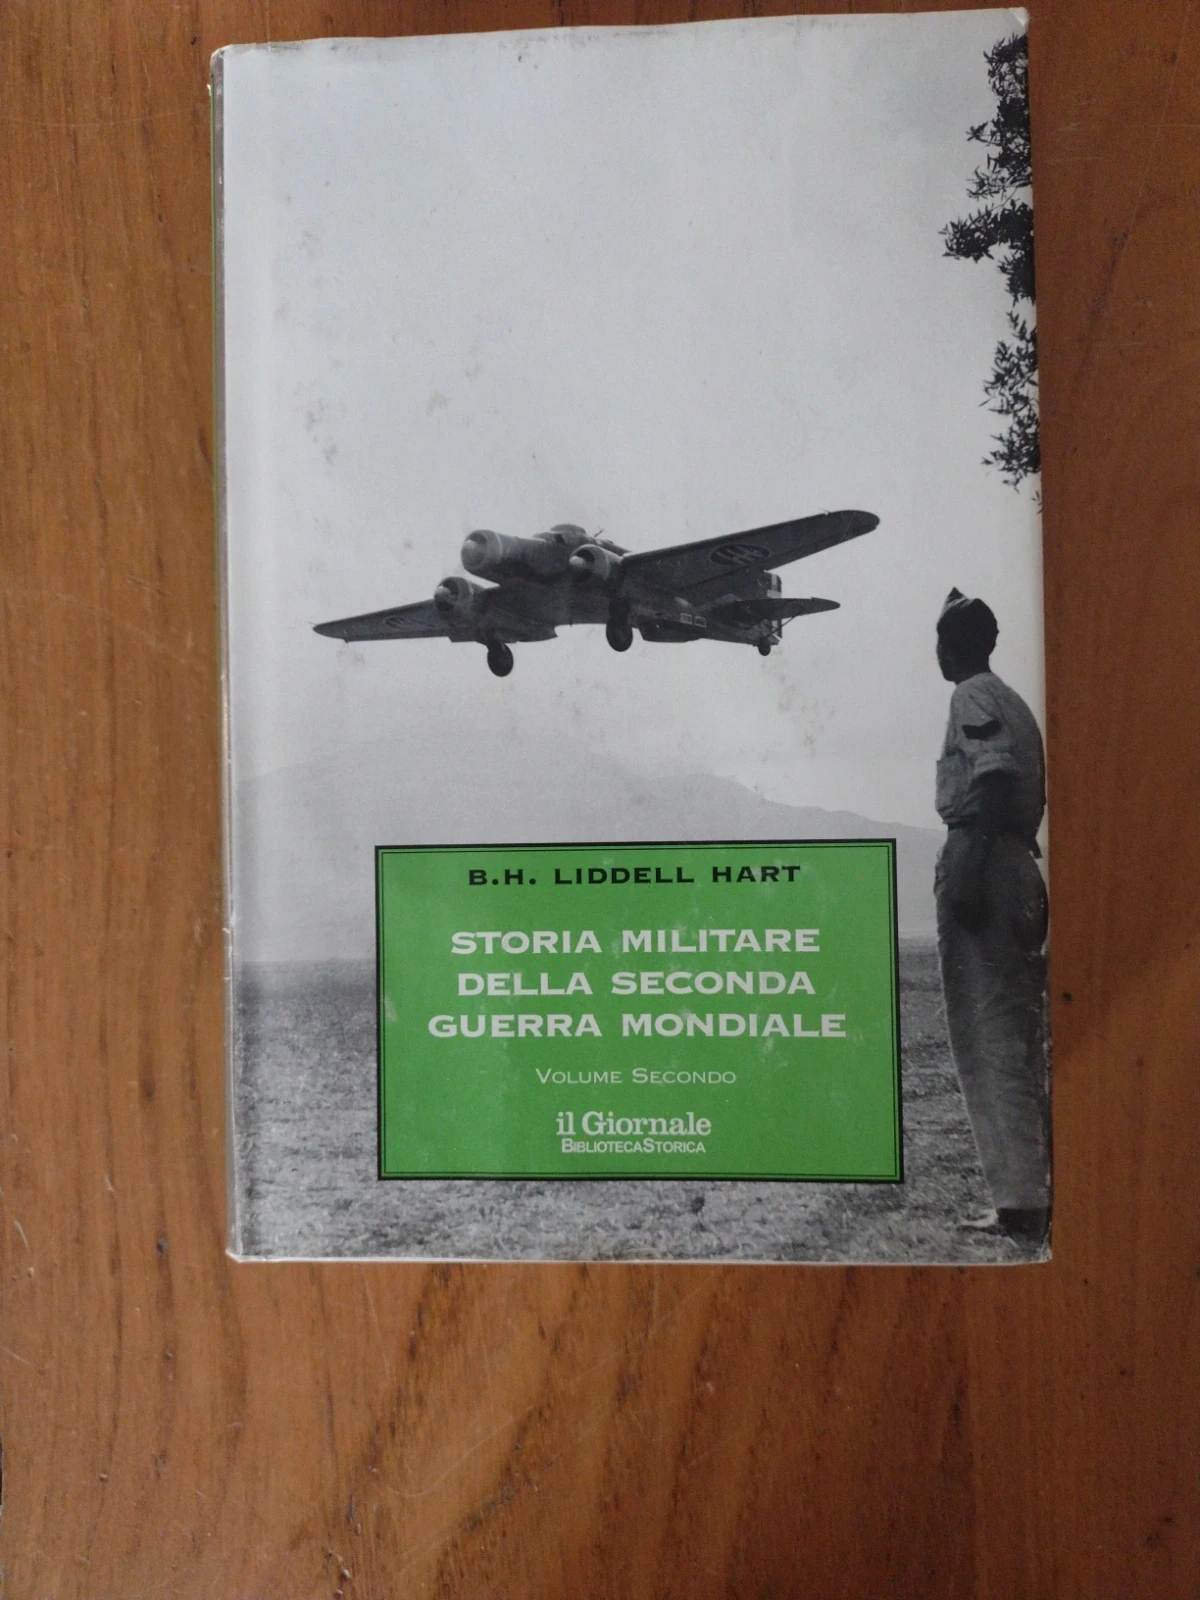 B.H. LIDDELL HART
STORIA MILITARE
DELLA SECONDA
GUERRA MONDIALE
VOLUME SECONDO
il Giornale
BIBLIOTECASTORICA